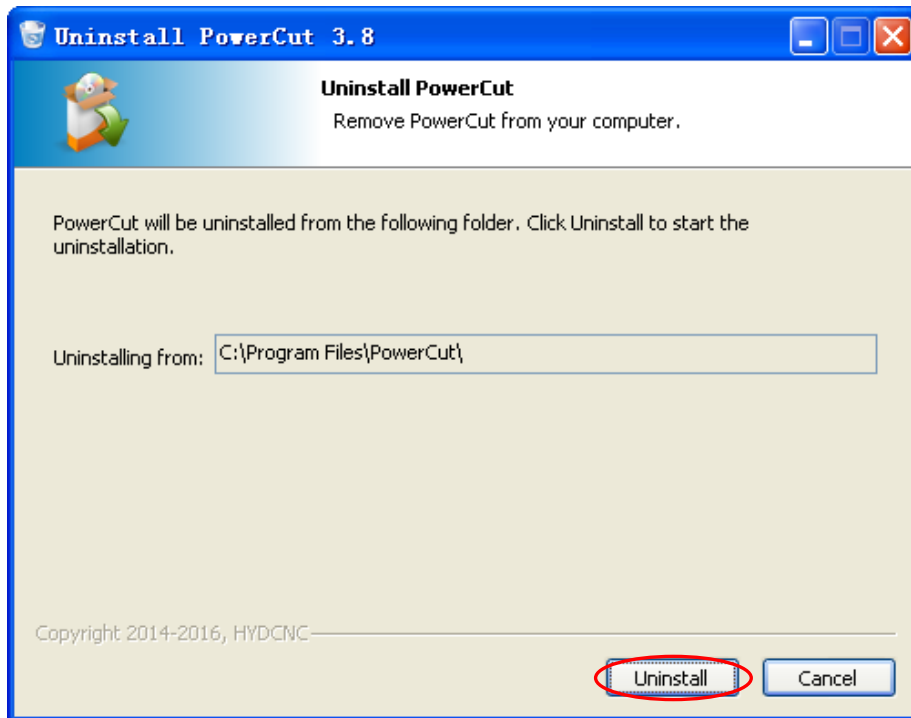 Uninstall PowerCut 3.8
Uninstall PowerCut
Remove PowerCut from your computer.
PowerCut will be uninstalled from the following folder. Click Uninstall to start the
uninstallation.
Uninstalling from: C:\Program Files\PowerCut\
Copyright 2014-2016, HYDCNC
Uninstall Cancel